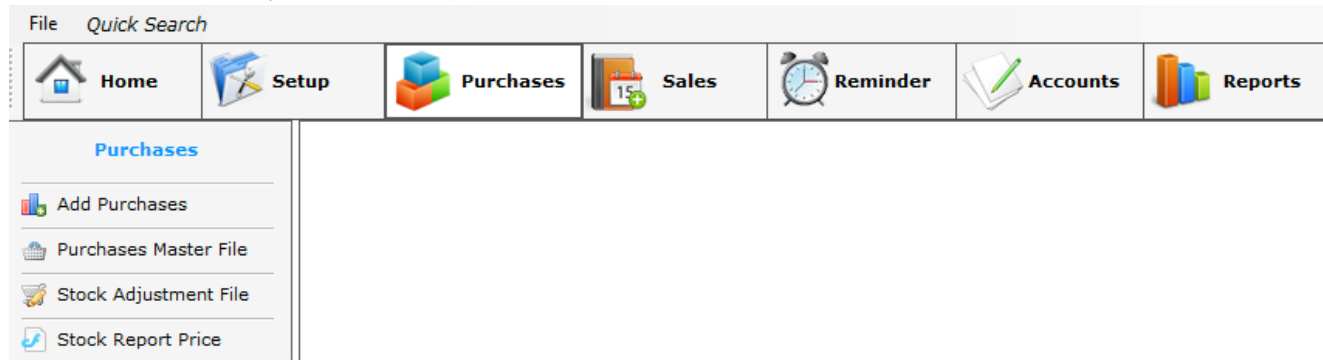 File Quick Search
Home Setup Purchases 15 Sales Reminder Accounts Reports
Purchases
Add Purchases
Purchases Master File
Stock Adjustment File
Stock Report Price